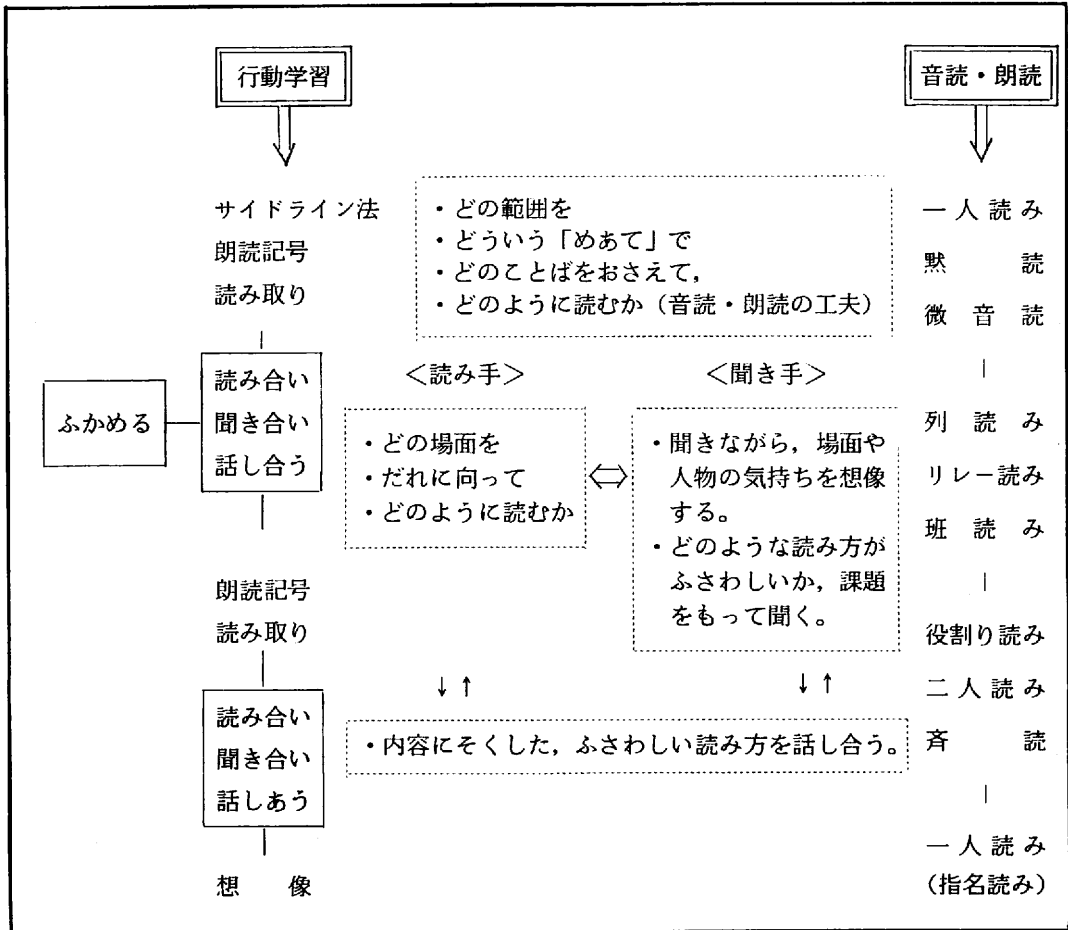 行動学習
音読・朗読
サイドライン法
朗読記号
読み取り
・どの範囲を
・どういう「めあて」で
・どのことばをおさえて，
・どのように読むか（音読・朗読の工夫）
一人読み
黙読
微音読
ふかめる
読み合い
聞き合い
話し合う
＜読み手＞
・どの場面を
・だれに向って
・どのように読むか
＜聞き手＞
・聞きながら，場面や
人物の気持ちを想像
する。
・どのような読み方が
ふさわしいか，課題
をもって聞く。
列読み
リレー読み
班読み
朗読記号
読み取り
役割り読み
二人読み
斉読
読み合い
聞き合い
話しあう
・内容にそくした，ふさわしい読み方を話し合う。
想像
一人読み
（指名読み）